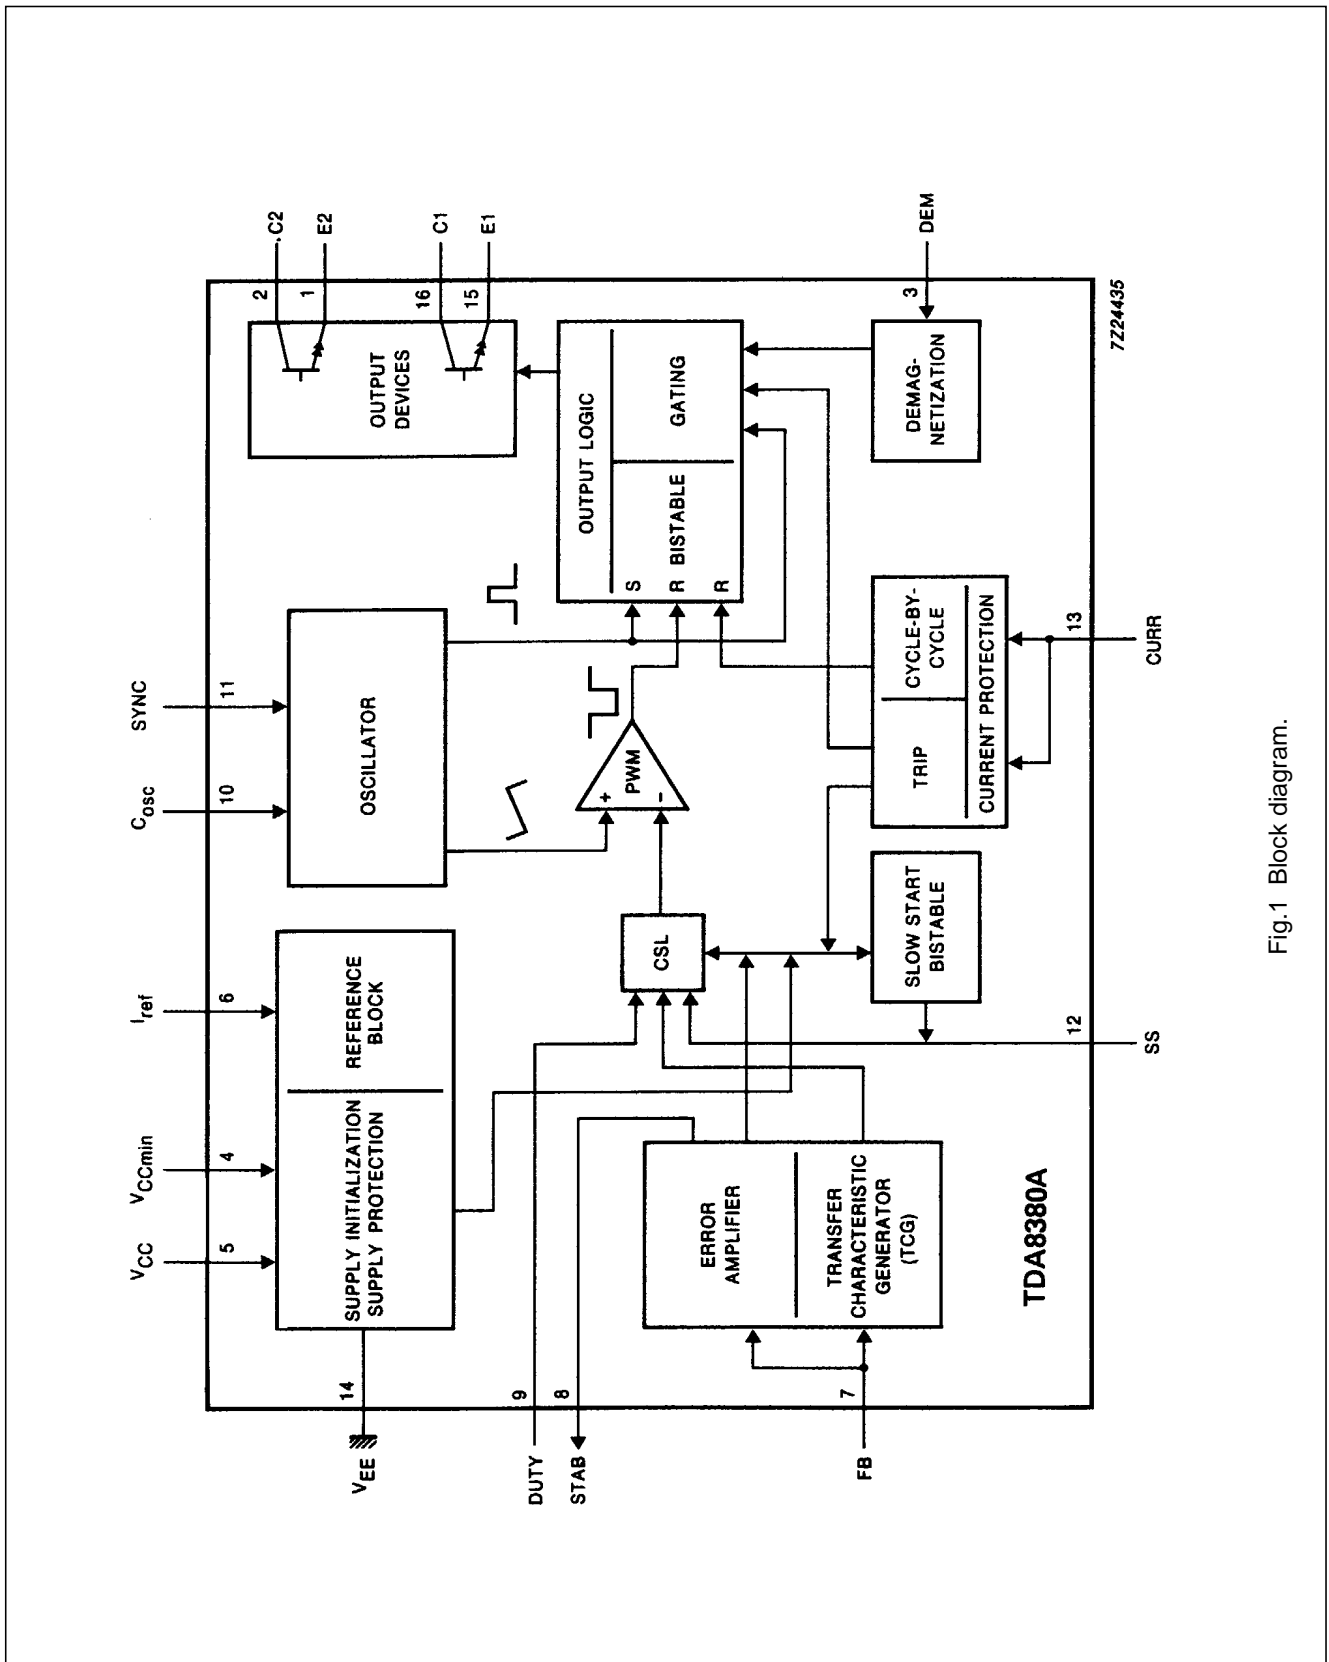 VCC
VCCmin
Iref
Cosc
SYNC
5
4
6
10
11
VEE
14
SUPPLY INITIALIZATION
SUPPLY PROTECTION
REFERENCE
BLOCK
OSCILLATOR
OUTPUT
DEVICES
2
C2
1
E2
16
C1
15
E1
DUTY
9
STAB
8
CSL
+
−
PWM
OUTPUT LOGIC
S
R
R
BISTABLE
GATING
ERROR
AMPLIFIER
TRANSFER
CHARACTERISTIC
GENERATOR
(TCG)
FB
7
SLOW START
BISTABLE
TRIP
CYCLE-BY-
CYCLE
CURRENT PROTECTION
DEMAG-
NETIZATION
3
DEM
TDA8380A
12
SS
13
CURR
7Z24435
Fig.1 Block diagram.